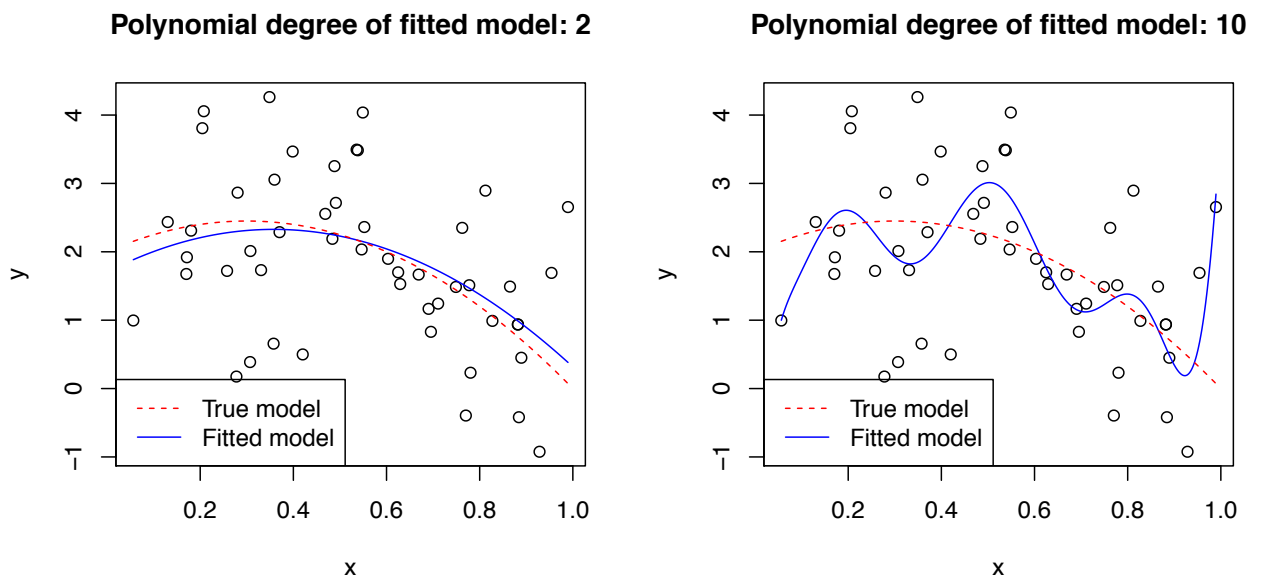 Polynomial degree of fitted model: 2
y
4
3
2
1
0
−1
True model
Fitted model
0.2 0.4 0.6 0.8 1.0
x
Polynomial degree of fitted model: 10
y
4
3
2
1
0
−1
True model
Fitted model
0.2 0.4 0.6 0.8 1.0
x